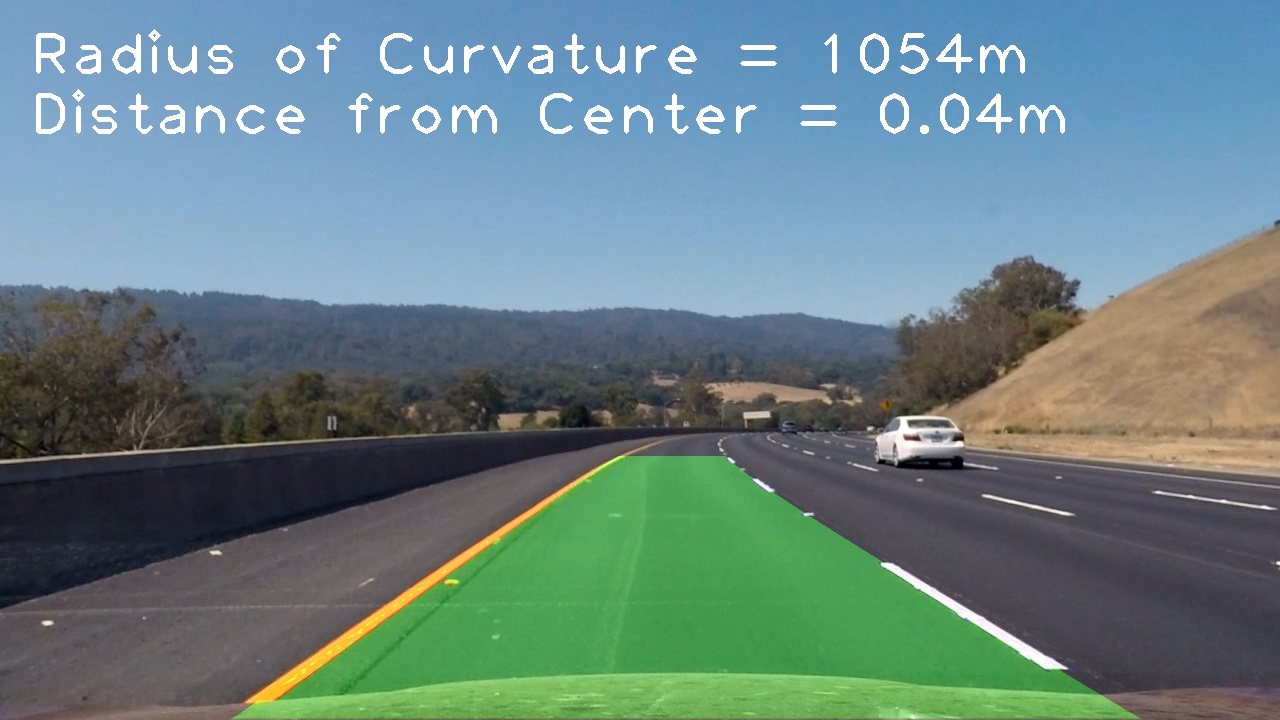 Radius of Curvature = 1054m
Distance from Center = 0.04m